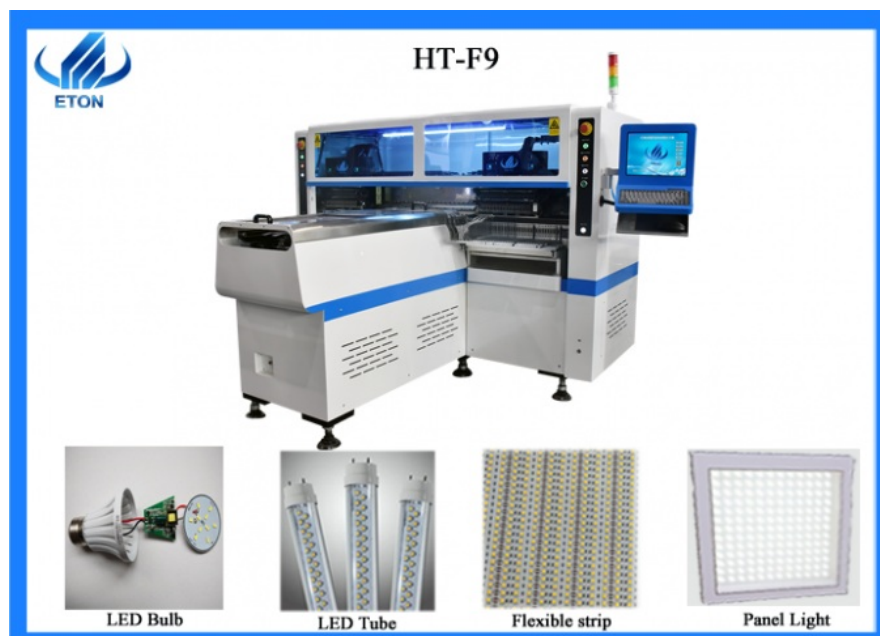 HT-F9
ETON
LED Bulb
LED Tube
Flexible strip
Panel Light